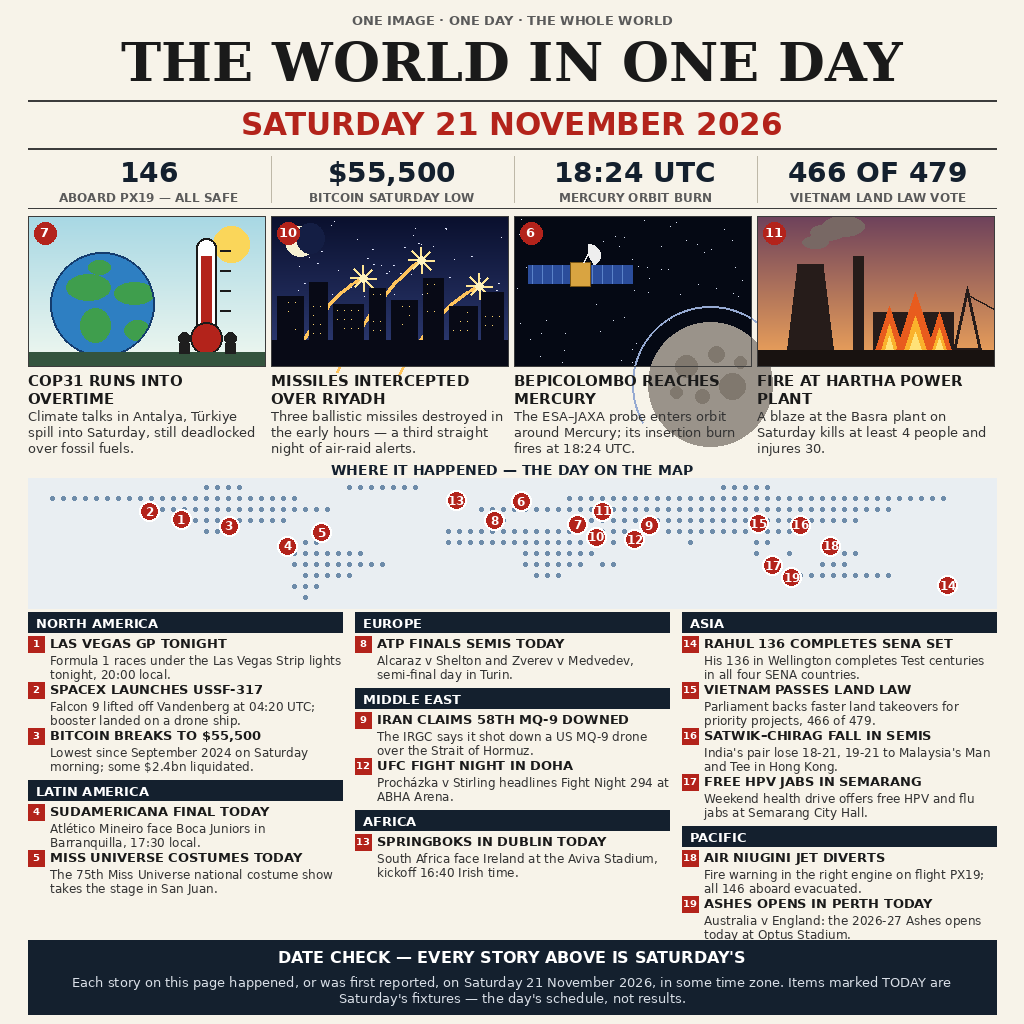 ONE IMAGE · ONE DAY · THE WHOLE WORLD
THE WORLD IN ONE DAY
SATURDAY 21 NOVEMBER 2026
146
ABOARD PX19 — ALL SAFE
$55,500
BITCOIN SATURDAY LOW
18:24 UTC
MERCURY ORBIT BURN
466 OF 479
VIETNAM LAND LAW VOTE
7
COP31 RUNS INTO
OVERTIME
Climate talks in Antalya, Türkiye
spill into Saturday, still deadlocked
over fossil fuels.
10
MISSILES INTERCEPTED
OVER RIYADH
Three ballistic missiles destroyed in
the early hours — a third straight
night of air-raid alerts.
6
BEPICOLOMBO REACHES
MERCURY
The ESA–JAXA probe enters orbit
around Mercury; its insertion burn
fires at 18:24 UTC.
11
FIRE AT HARTHA POWER
PLANT
A blaze at the Basra plant on
Saturday kills at least 4 people and
injures 30.
WHERE IT HAPPENED — THE DAY ON THE MAP
13
6
2
1
3
8
11
7
9
15
16
5
10
12
4
18
17
19
14
NORTH AMERICA
1 LAS VEGAS GP TONIGHT
Formula 1 races under the Las Vegas Strip lights
tonight, 20:00 local.
2 SPACEX LAUNCHES USSF-317
Falcon 9 lifted off Vandenberg at 04:20 UTC;
booster landed on a drone ship.
3 BITCOIN BREAKS TO $55,500
Lowest since September 2024 on Saturday
morning; some $2.4bn liquidated.
LATIN AMERICA
4 SUDAMERICANA FINAL TODAY
Atlético Mineiro face Boca Juniors in
Barranquilla, 17:30 local.
5 MISS UNIVERSE COSTUMES TODAY
The 75th Miss Universe national costume show
takes the stage in San Juan.
EUROPE
8 ATP FINALS SEMIS TODAY
Alcaraz v Shelton and Zverev v Medvedev,
semi-final day in Turin.
MIDDLE EAST
9 IRAN CLAIMS 58TH MQ-9 DOWNED
The IRGC says it shot down a US MQ-9 drone
over the Strait of Hormuz.
12 UFC FIGHT NIGHT IN DOHA
Procházka v Stirling headlines Fight Night 294 at
ABHA Arena.
AFRICA
13 SPRINGBOKS IN DUBLIN TODAY
South Africa face Ireland at the Aviva Stadium,
kickoff 16:40 Irish time.
ASIA
14 RAHUL 136 COMPLETES SENA SET
His 136 in Wellington completes Test centuries
in all four SENA countries.
15 VIETNAM PASSES LAND LAW
Parliament backs faster land takeovers for
priority projects, 466 of 479.
16 SATWIK–CHIRAG FALL IN SEMIS
India's pair lose 18-21, 19-21 to Malaysia's Man
and Tee in Hong Kong.
17 FREE HPV JABS IN SEMARANG
Weekend health drive offers free HPV and flu
jabs at Semarang City Hall.
PACIFIC
18 AIR NIUGINI JET DIVERTS
Fire warning in the right engine on flight PX19;
all 146 aboard evacuated.
19 ASHES OPENS IN PERTH TODAY
Australia v England: the 2026-27 Ashes opens
today at Optus Stadium.
DATE CHECK — EVERY STORY ABOVE IS SATURDAY'S
Each story on this page happened, or was first reported, on Saturday 21 November 2026, in some time zone. Items marked TODAY are
Saturday's fixtures — the day's schedule, not results.